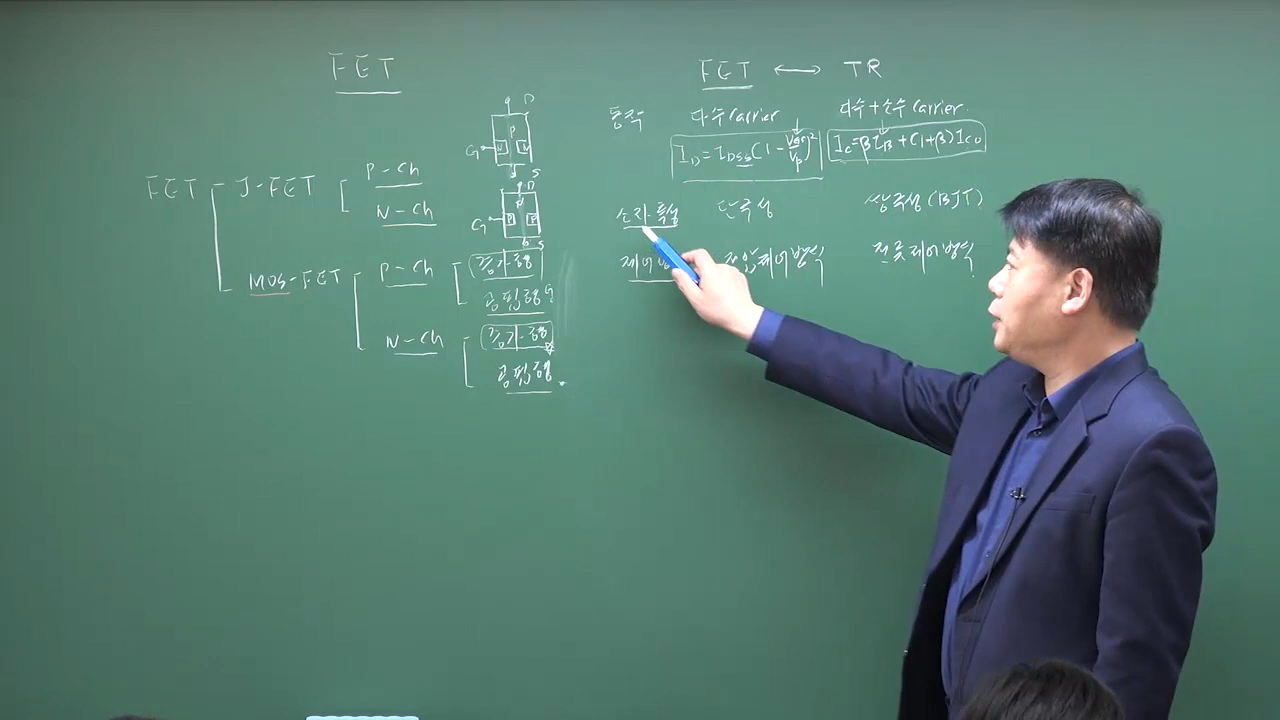 FET
FET ┌ J-FET [ P-Ch
N-Ch
MOS-FET [ P-Ch [ 증가형
공핍형
N-Ch [ 증가형
공핍형
G D P N N S
G D N P P S
FET ↔ TR
동작 다수 Carrier 다수+소수 Carrier.
I_D=I_DSS(1-V_GS/V_P)² I_C=βI_B+(1+β)I_CO
소자특성 단극성 쌍극성(BJT)
제어방 전압제어방식 전류제어방식